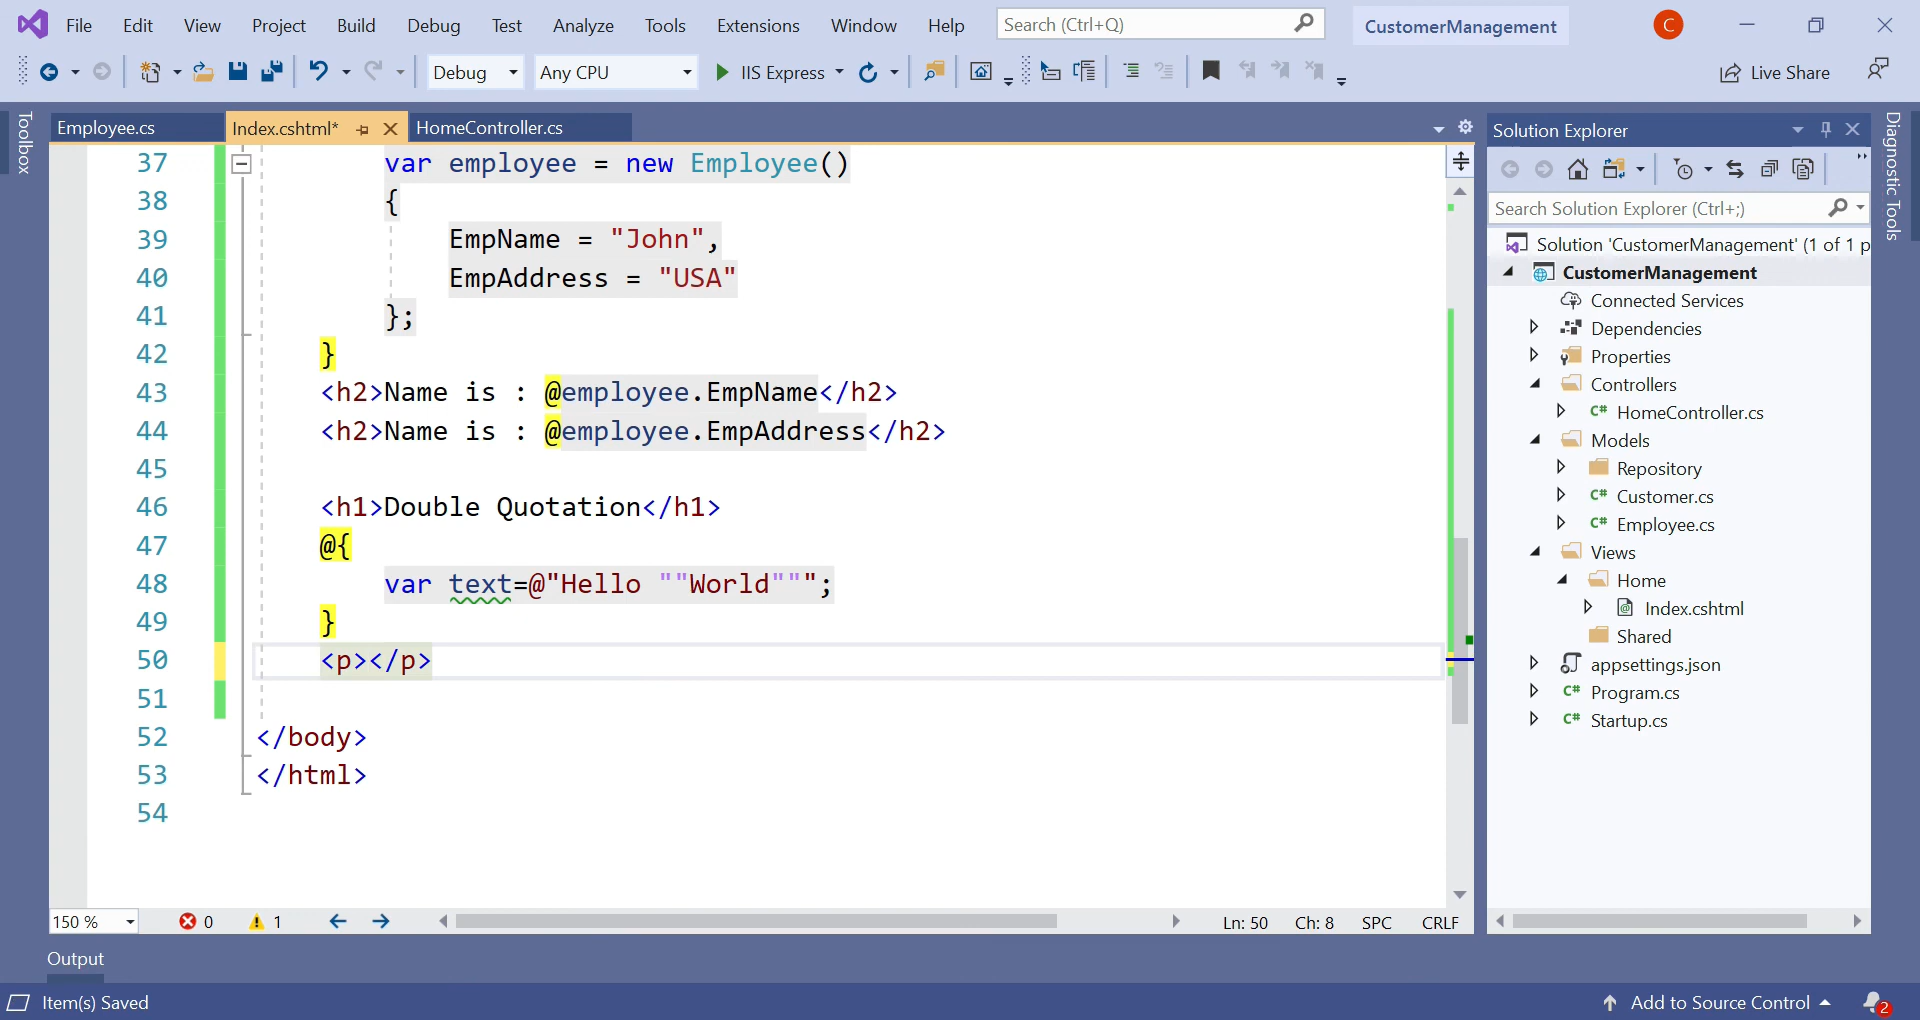 File Edit View Project Build Debug Test Analyze Tools Extensions Window Help Search (Ctrl+Q) CustomerManagement C
Debug Any CPU IIS Express Live Share
Toolbox
Employee.cs Index.cshtml* HomeController.cs
37 var employee = new Employee()
38 {
39 EmpName = "John",
40 EmpAddress = "USA"
41 };
42 }
43 <h2>Name is : @employee.EmpName</h2>
44 <h2>Name is : @employee.EmpAddress</h2>
45
46 <h1>Double Quotation</h1>
47 @{
48 var text=@"Hello ""World""";
49 }
50 <p></p>
51
52 </body>
53 </html>
54
150 % 0 1 Ln: 50 Ch: 8 SPC CRLF
Solution Explorer
Search Solution Explorer (Ctrl+;)
Solution 'CustomerManagement' (1 of 1 p
CustomerManagement
Connected Services
Dependencies
Properties
Controllers
C# HomeController.cs
Models
Repository
C# Customer.cs
C# Employee.cs
Views
Home
@ Index.cshtml
Shared
appsettings.json
C# Program.cs
C# Startup.cs
Diagnostic Tools
Output
Item(s) Saved Add to Source Control 2